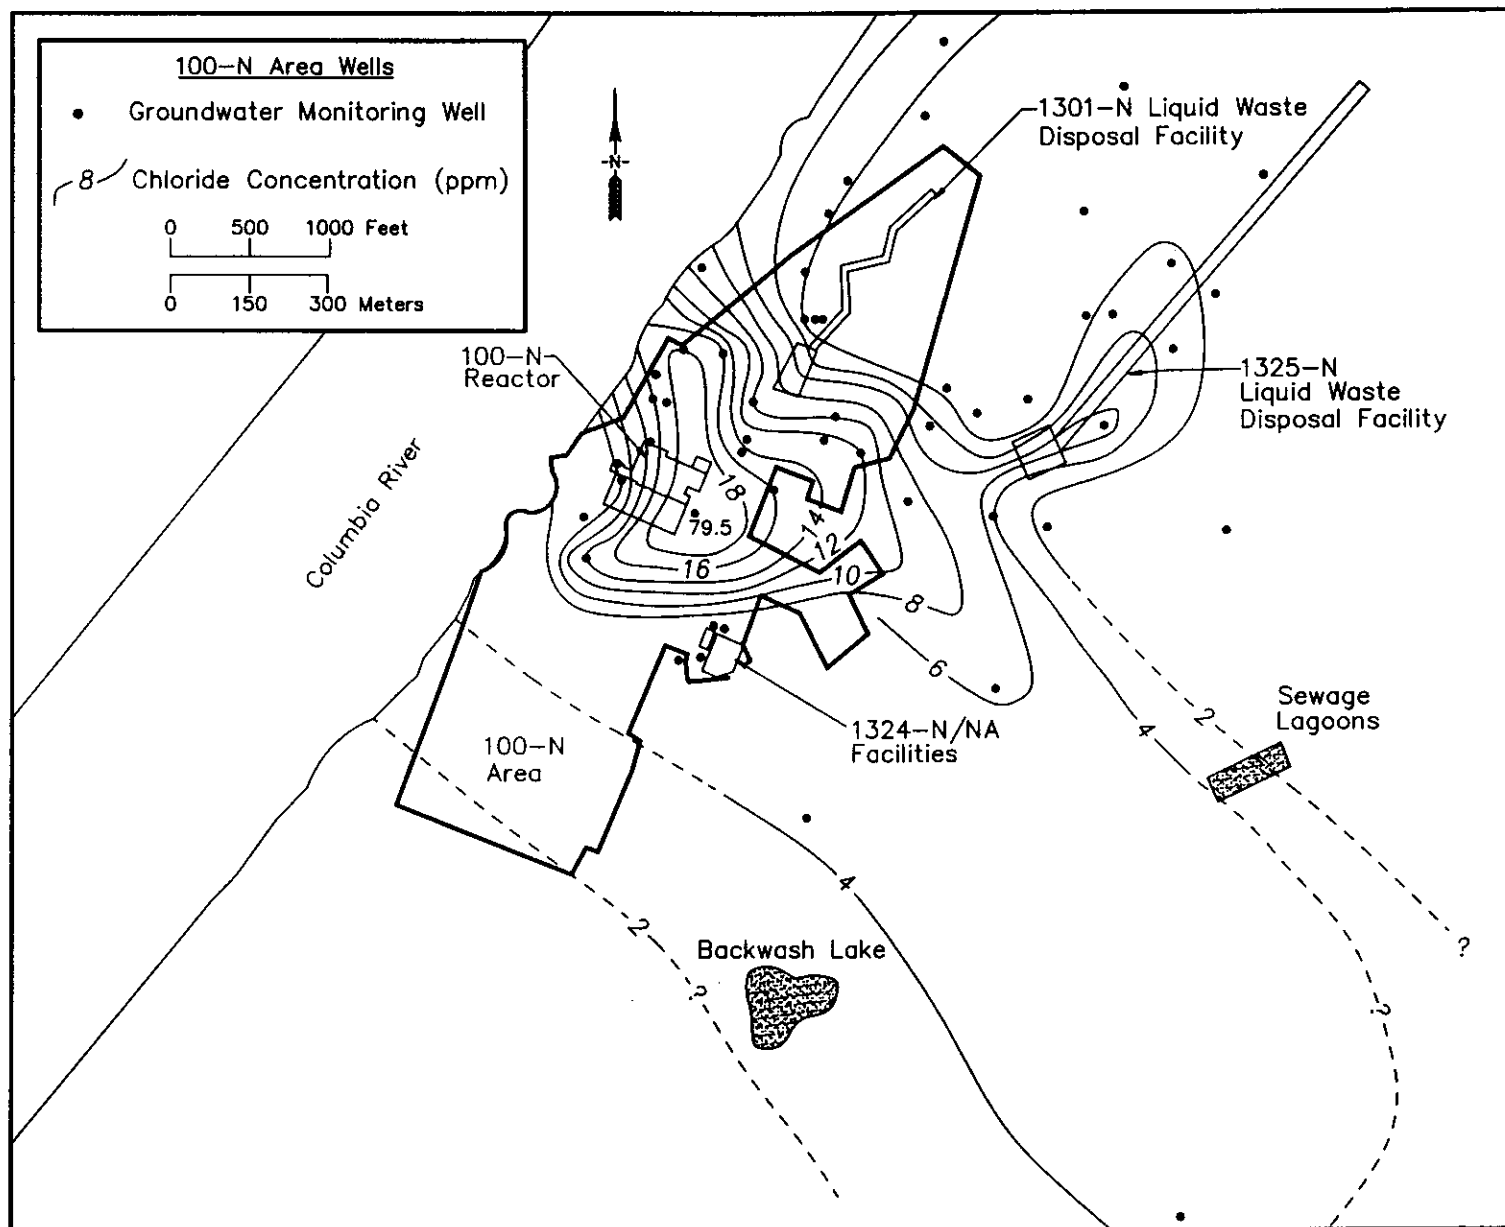 100-N Area Wells
Groundwater Monitoring Well
8 Chloride Concentration (ppm)
0 500 1000 Feet
0 150 300 Meters
-N-
1301-N Liquid Waste
Disposal Facility
100-N
Reactor
1325-N
Liquid Waste
Disposal Facility
Columbia River
18
79.5
14
12
16
10
8
6
1324-N/NA
Facilities
Sewage
Lagoons
2
4
100-N
Area
4
2
?
Backwash Lake
?
?